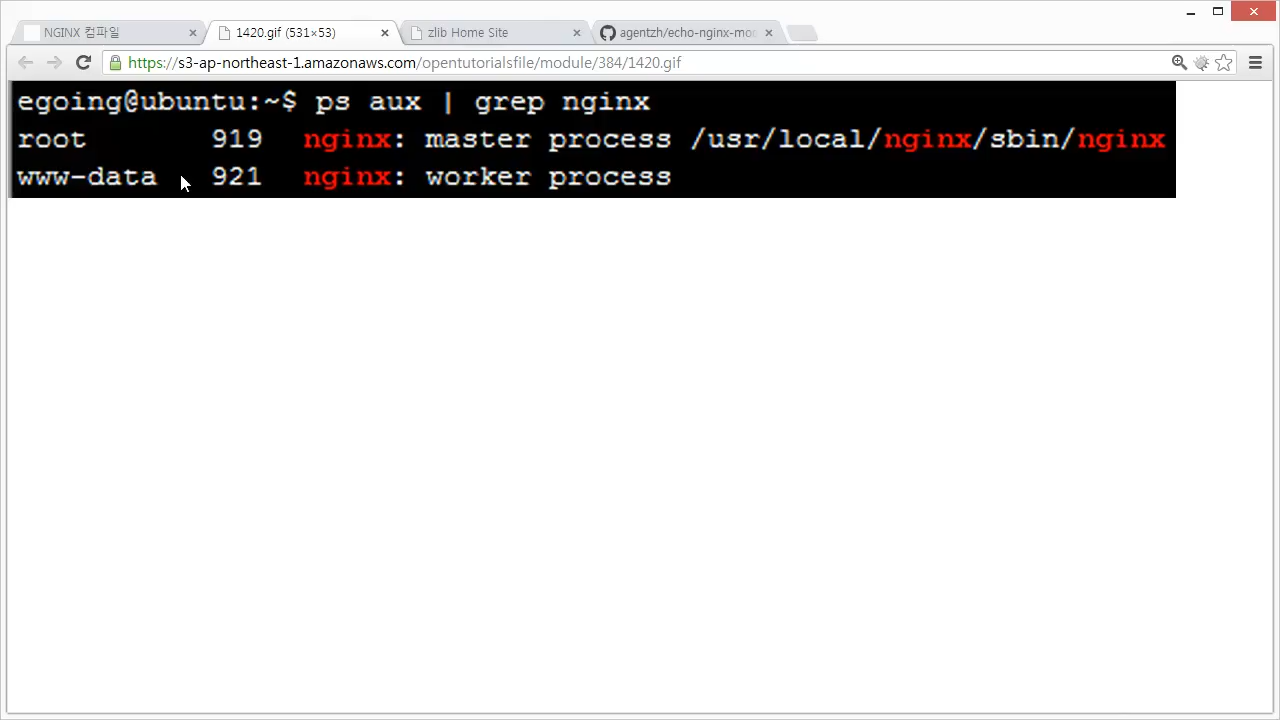 NGINX 컴파일
1420.gif (531×53)
zlib Home Site
agentzh/echo-nginx-mo
https://s3-ap-northeast-1.amazonaws.com/opentutorialsfile/module/384/1420.gif
egoing@ubuntu:~$ ps aux | grep nginx
root 919 nginx: master process /usr/local/nginx/sbin/nginx
www-data 921 nginx: worker process